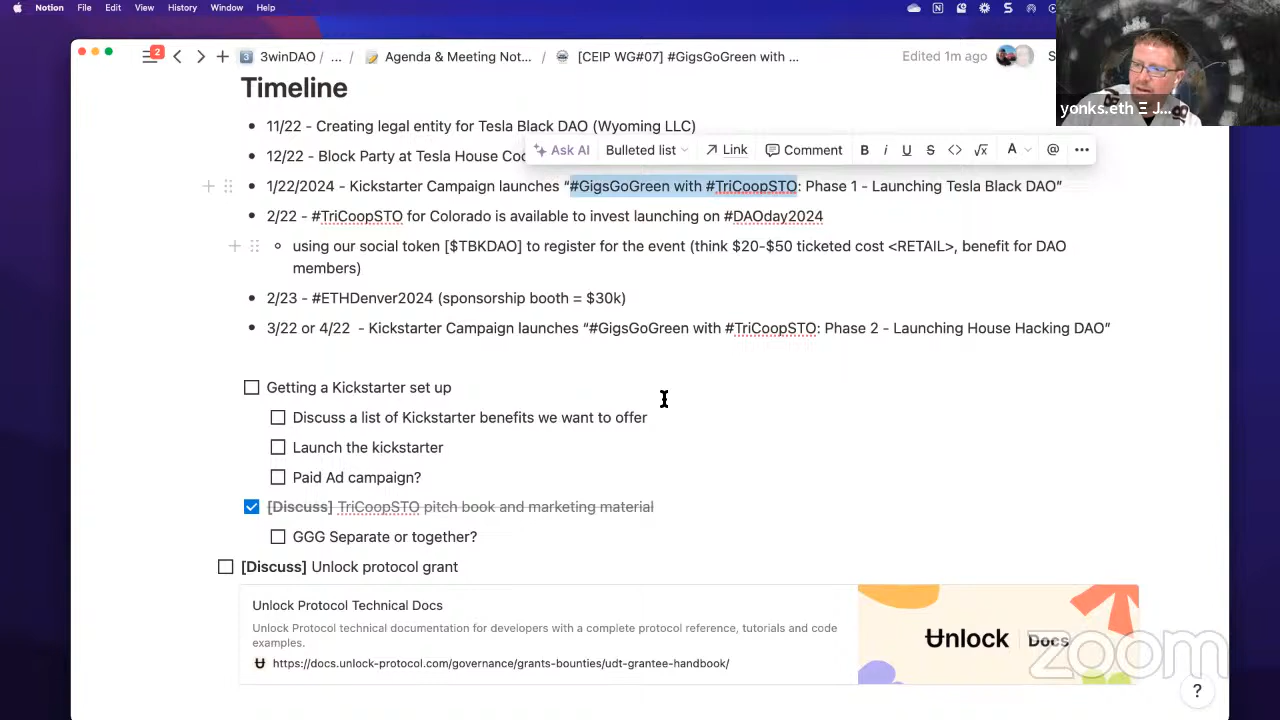 Notion File Edit View History Window Help
2
3winDAO / ... / Agenda & Meeting Not... / [CEIP WG#07] #GigsGoGreen with ... Edited 1m ago S
yonks.eth Ξ J...
Timeline
• 11/22 - Creating legal entity for Tesla Black DAO (Wyoming LLC)
• 12/22 - Block Party at Tesla House
Ask AI Bulleted list Link Comment B i U S <> √x A @ •••
• 1/22/2024 - Kickstarter Campaign launches “#GigsGoGreen with #TriCoopSTO: Phase 1 - Launching Tesla Black DAO”
• 2/22 - #TriCoopSTO for Colorado is available to invest launching on #DAOday2024
using our social token [$TBKDAO] to register for the event (think $20-$50 ticketed cost <RETAIL>, benefit for DAO
members)
• 2/23 - #ETHDenver2024 (sponsorship booth = $30k)
• 3/22 or 4/22 - Kickstarter Campaign launches “#GigsGoGreen with #TriCoopSTO: Phase 2 - Launching House Hacking DAO”
Getting a Kickstarter set up
Discuss a list of Kickstarter benefits we want to offer
Launch the kickstarter
Paid Ad campaign?
[Discuss] TriCoopSTO pitch book and marketing material
GGG Separate or together?
[Discuss] Unlock protocol grant
Unlock Protocol Technical Docs
Unlock Protocol technical documentation for developers with a complete protocol reference, tutorials and code
examples.
https://docs.unlock-protocol.com/governance/grants-bounties/udt-grantee-handbook/
Unlock Docs
zoom
?